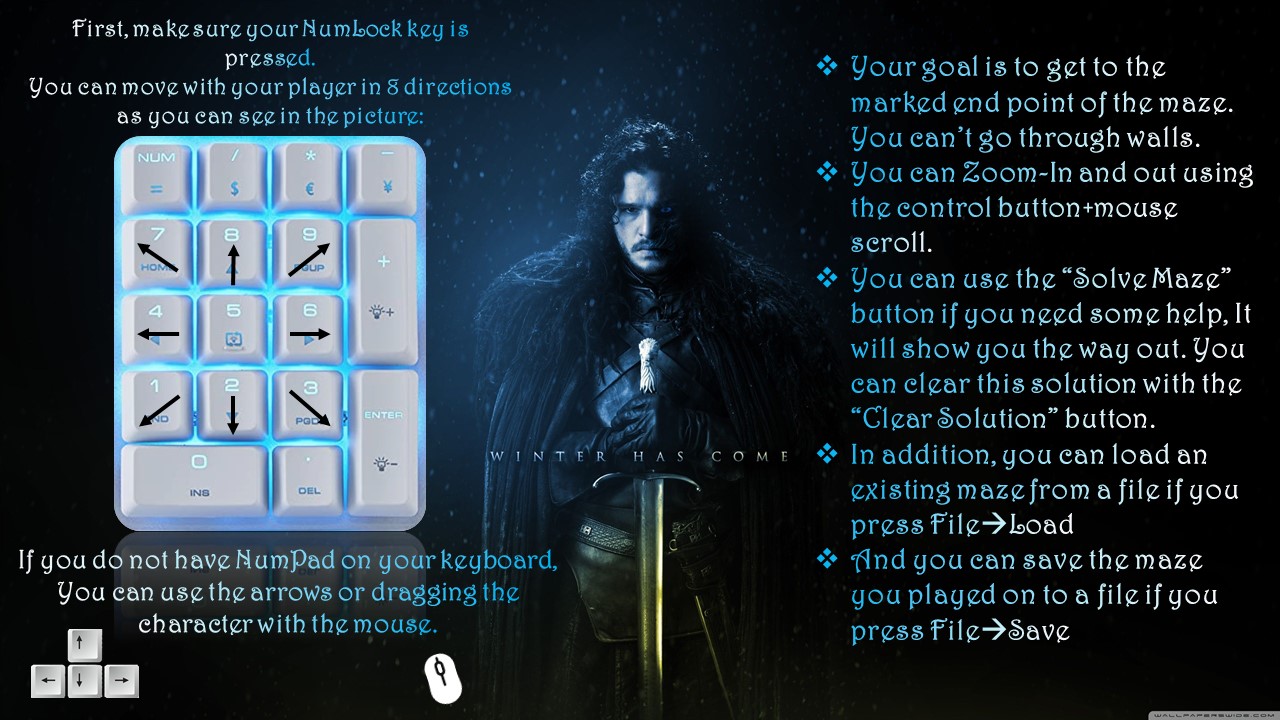 First, make sure your NumLock key is
pressed.
You can move with your player in 8 directions
as you can see in the picture:
NUM / * −
= $ € ¥
7 8 9
HOME PGUP
+
4 5 6
1 2 3
END PGDN
ENTER
0 .
INS DEL
If you do not have NumPad on your keyboard,
You can use the arrows or dragging the
character with the mouse.
WINTER HAS COME
❖ Your goal is to get to the
marked end point of the maze.
You can't go through walls.
❖ You can Zoom-In and out using
the control button+mouse
scroll.
❖ You can use the “Solve Maze”
button if you need some help, It
will show you the way out. You
can clear this solution with the
“Clear Solution” button.
❖ In addition, you can load an
existing maze from a file if you
press File→Load
❖ And you can save the maze
you played on to a file if you
press File→Save
WALLPAPERSWIDE.COM